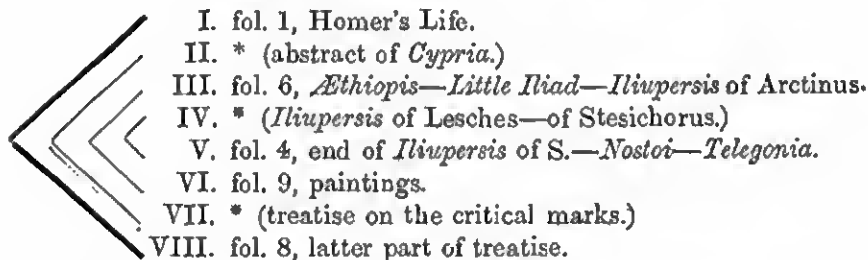 I. fol. 1, Homer's Life.
II. * (abstract of Cypria.)
III. fol. 6, Æthiopis—Little Iliad—Iliupersis of Arctinus.
IV. * (Iliupersis of Lesches—of Stesichorus.)
V. fol. 4, end of Iliupersis of S.—Nostoi—Telegonia.
VI. fol. 9, paintings.
VII. * (treatise on the critical marks.)
VIII. fol. 8, latter part of treatise.